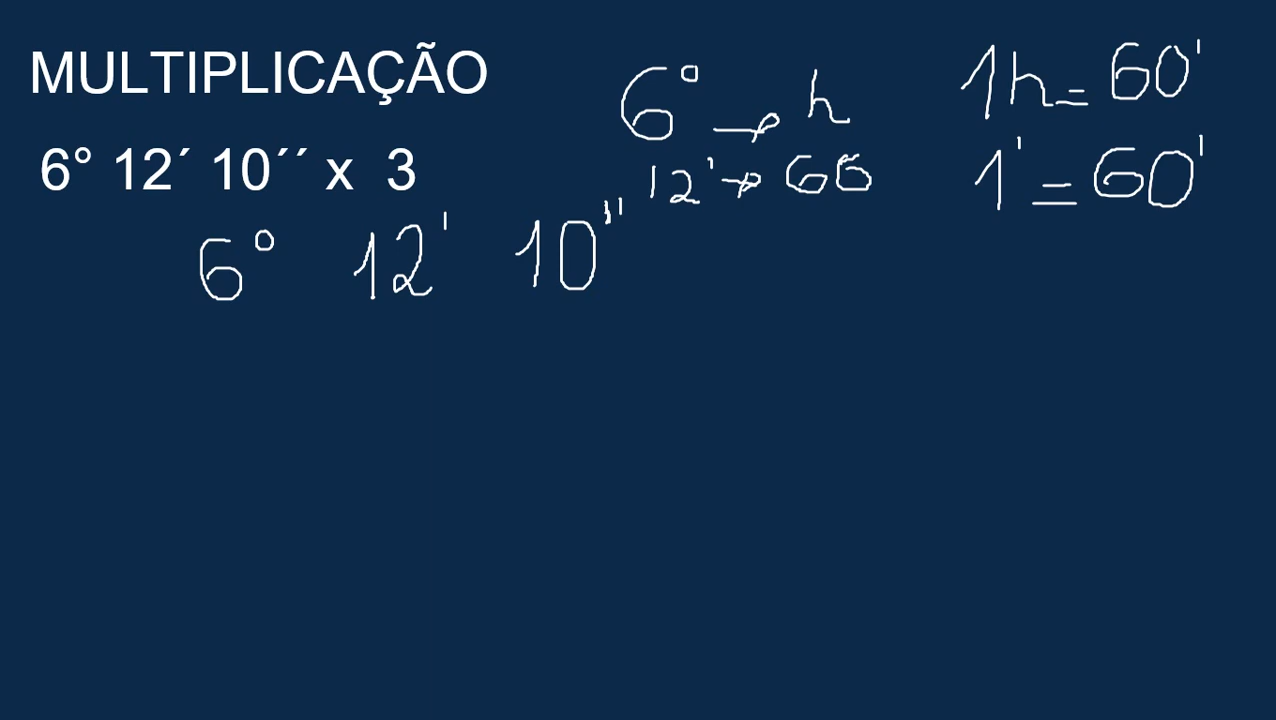 MULTIPLICAÇÃO
6° 12´ 10´´ x 3
6° → h
12' → 60
1h = 60'
1' = 60'
6° 12' 10''